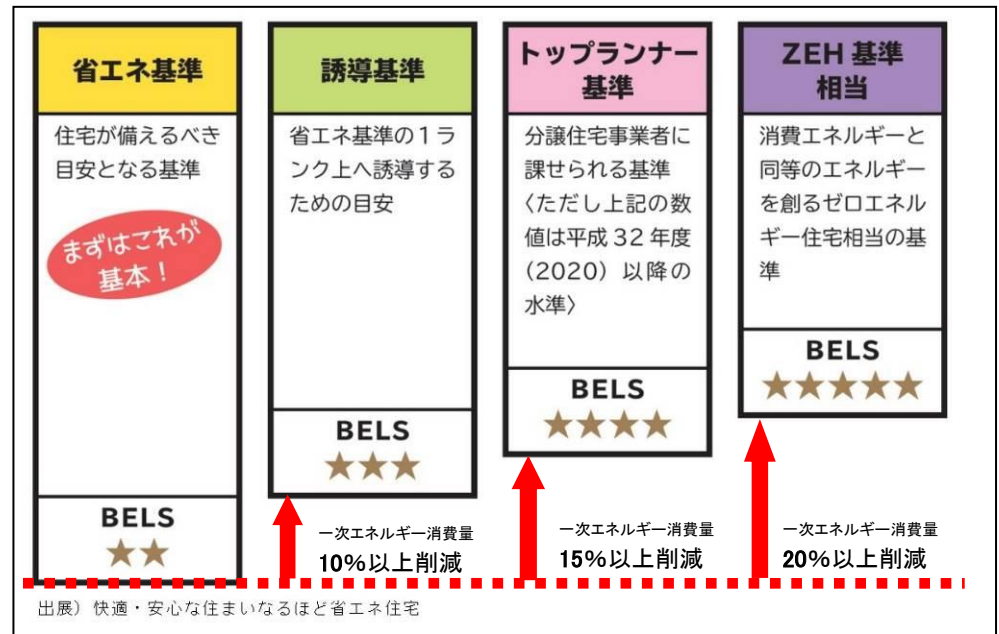 省エネ基準
住宅が備えるべき
目安となる基準
まずはこれが
基本！
BELS
★★
誘導基準
省エネ基準の１ラ
ンク上へ誘導する
ための目安
BELS
★★★
一次エネルギー消費量
10%以上削減
トップランナー
基準
分譲住宅事業者に
課せられる基準
〈ただし上記の数
値は平成 32 年度
（2020）以降の
水準〉
BELS
★★★★
一次エネルギー消費量
15%以上削減
ZEH 基準
相当
消費エネルギーと
同等のエネルギー
を創るゼロエネル
ギー住宅相当の基
準
BELS
★★★★★
一次エネルギー消費量
20%以上削減
出展）快適・安心な住まいなるほど省エネ住宅